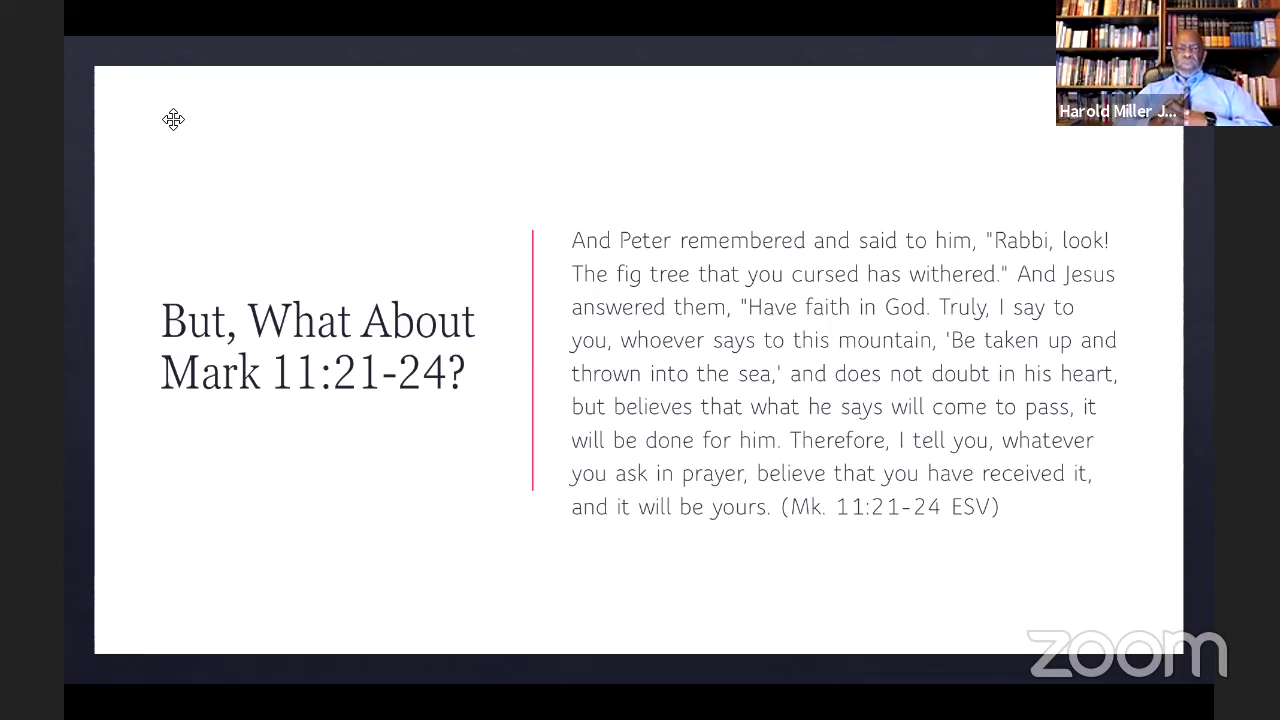 Harold Miller J...
But, What About
Mark 11:21-24?
And Peter remembered and said to him, "Rabbi, look!
The fig tree that you cursed has withered." And Jesus
answered them, "Have faith in God. Truly, I say to
you, whoever says to this mountain, 'Be taken up and
thrown into the sea,' and does not doubt in his heart,
but believes that what he says will come to pass, it
will be done for him. Therefore, I tell you, whatever
you ask in prayer, believe that you have received it,
and it will be yours. (Mk. 11:21-24 ESV)
zoom